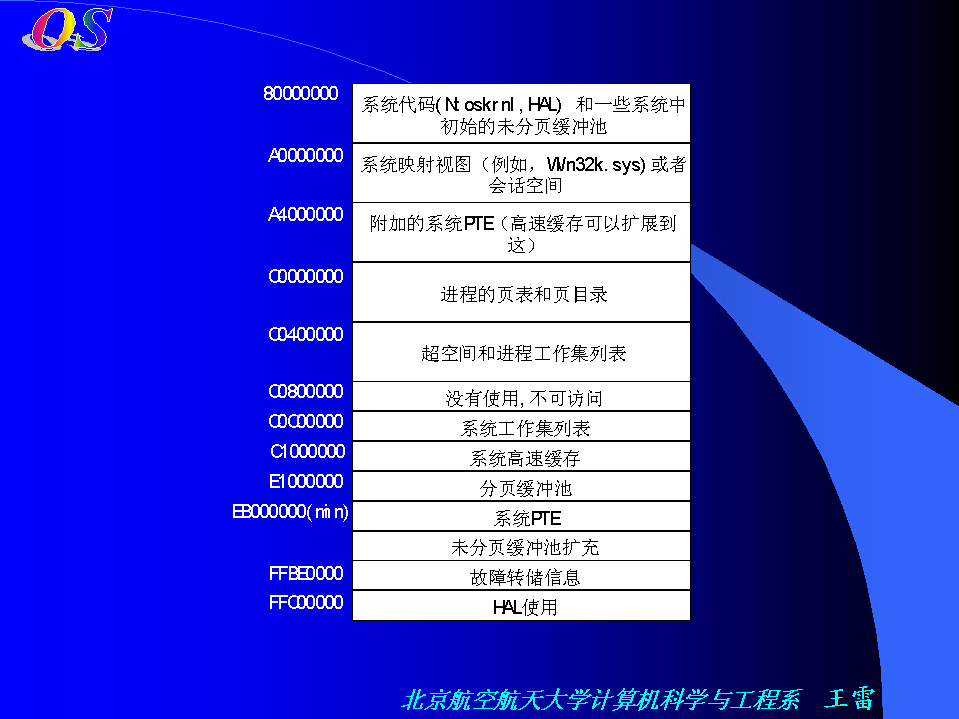 OS
80000000
系统代码(Ntoskrnl, HAL) 和一些系统中
初始的未分页缓冲池
A0000000
系统映射视图（例如，Win32k.sys) 或者
会话空间
A4000000
附加的系统PTE（高速缓存可以扩展到
这）
C0000000
进程的页表和页目录
C0400000
超空间和进程工作集列表
C0800000
没有使用, 不可访问
C0C00000
系统工作集列表
C1000000
系统高速缓存
E1000000
分页缓冲池
EB000000(min)
系统PTE
未分页缓冲池扩充
FFBE0000
故障转储信息
FFC00000
HAL使用
北京航空航天大学计算机科学与工程系 王雷